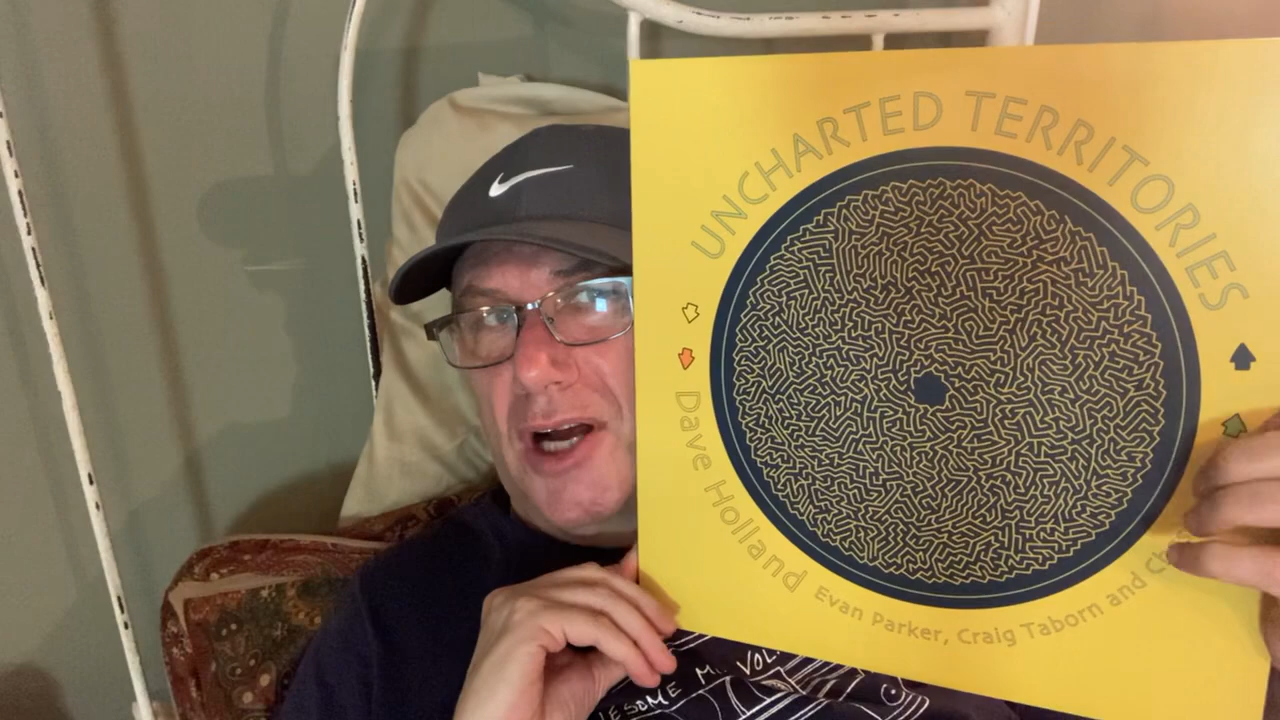 UNCHARTED TERRITORIES
Dave Holland
Evan Parker, Craig Taborn and